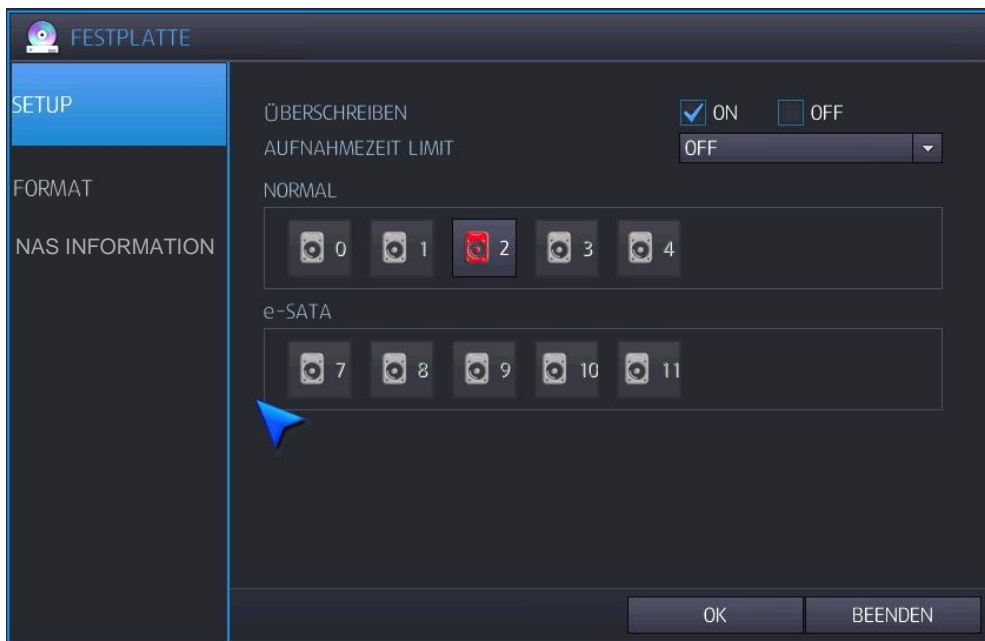 FESTPLATTE
SETUP
FORMAT
NAS INFORMATION
ÜBERSCHREIBEN ON OFF
AUFNAHMEZEIT LIMIT OFF
NORMAL
0 1 2 3 4
e-SATA
7 8 9 10 11
OK BEENDEN